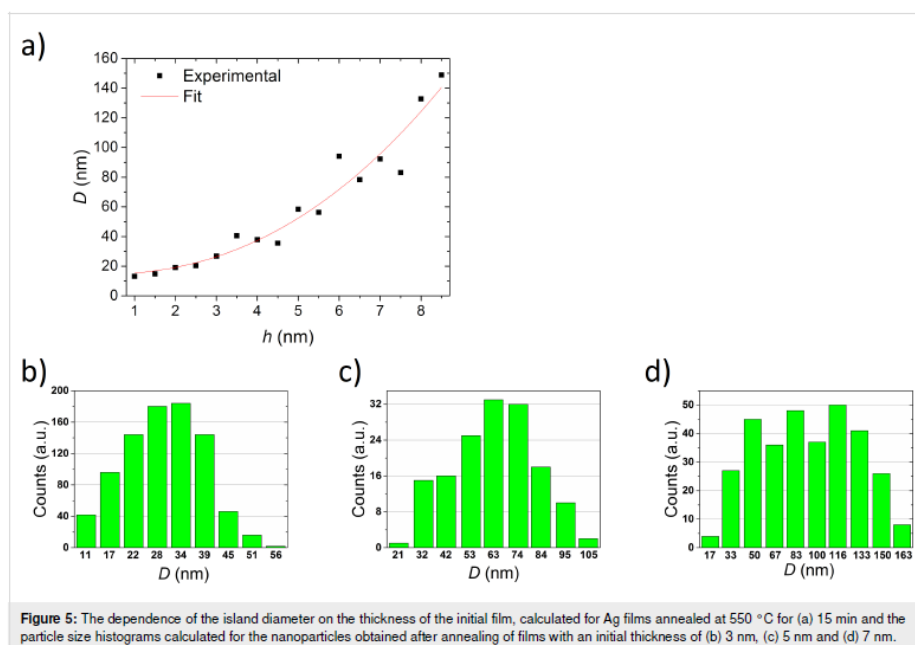 a)
160
140
120
100
80
60
40
20
0
D (nm)
Experimental
Fit
1 2 3 4 5 6 7 8
h (nm)
b)
200
160
120
80
40
0
Counts (a.u.)
11 17 22 28 34 39 45 51 56
D (nm)
c)
32
24
16
8
0
Counts (a.u.)
21 32 42 53 63 74 84 95 105
D (nm)
d)
50
40
30
20
10
0
Counts (a.u.)
17 33 50 67 83 100 116 133 150 163
D (nm)
Figure 5: The dependence of the island diameter on the thickness of the initial film, calculated for Ag films annealed at 550 °C for (a) 15 min and the
particle size histograms calculated for the nanoparticles obtained after annealing of films with an initial thickness of (b) 3 nm, (c) 5 nm and (d) 7 nm.